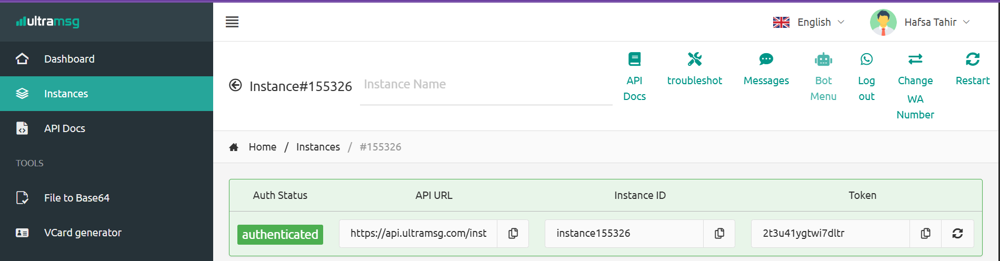 ultramsg
English
Hafsa Tahir
Dashboard
Instances
API Docs
TOOLS
File to Base64
VCard generator
Instance#155326
Instance Name
API Docs
troubleshot
Messages
Bot Menu
Log out
Change WA Number
Restart
Home / Instances / #155326
Auth Status API URL Instance ID Token
authenticated https://api.ultramsg.com/inst instance155326 2t3u41ygtwi7dltr